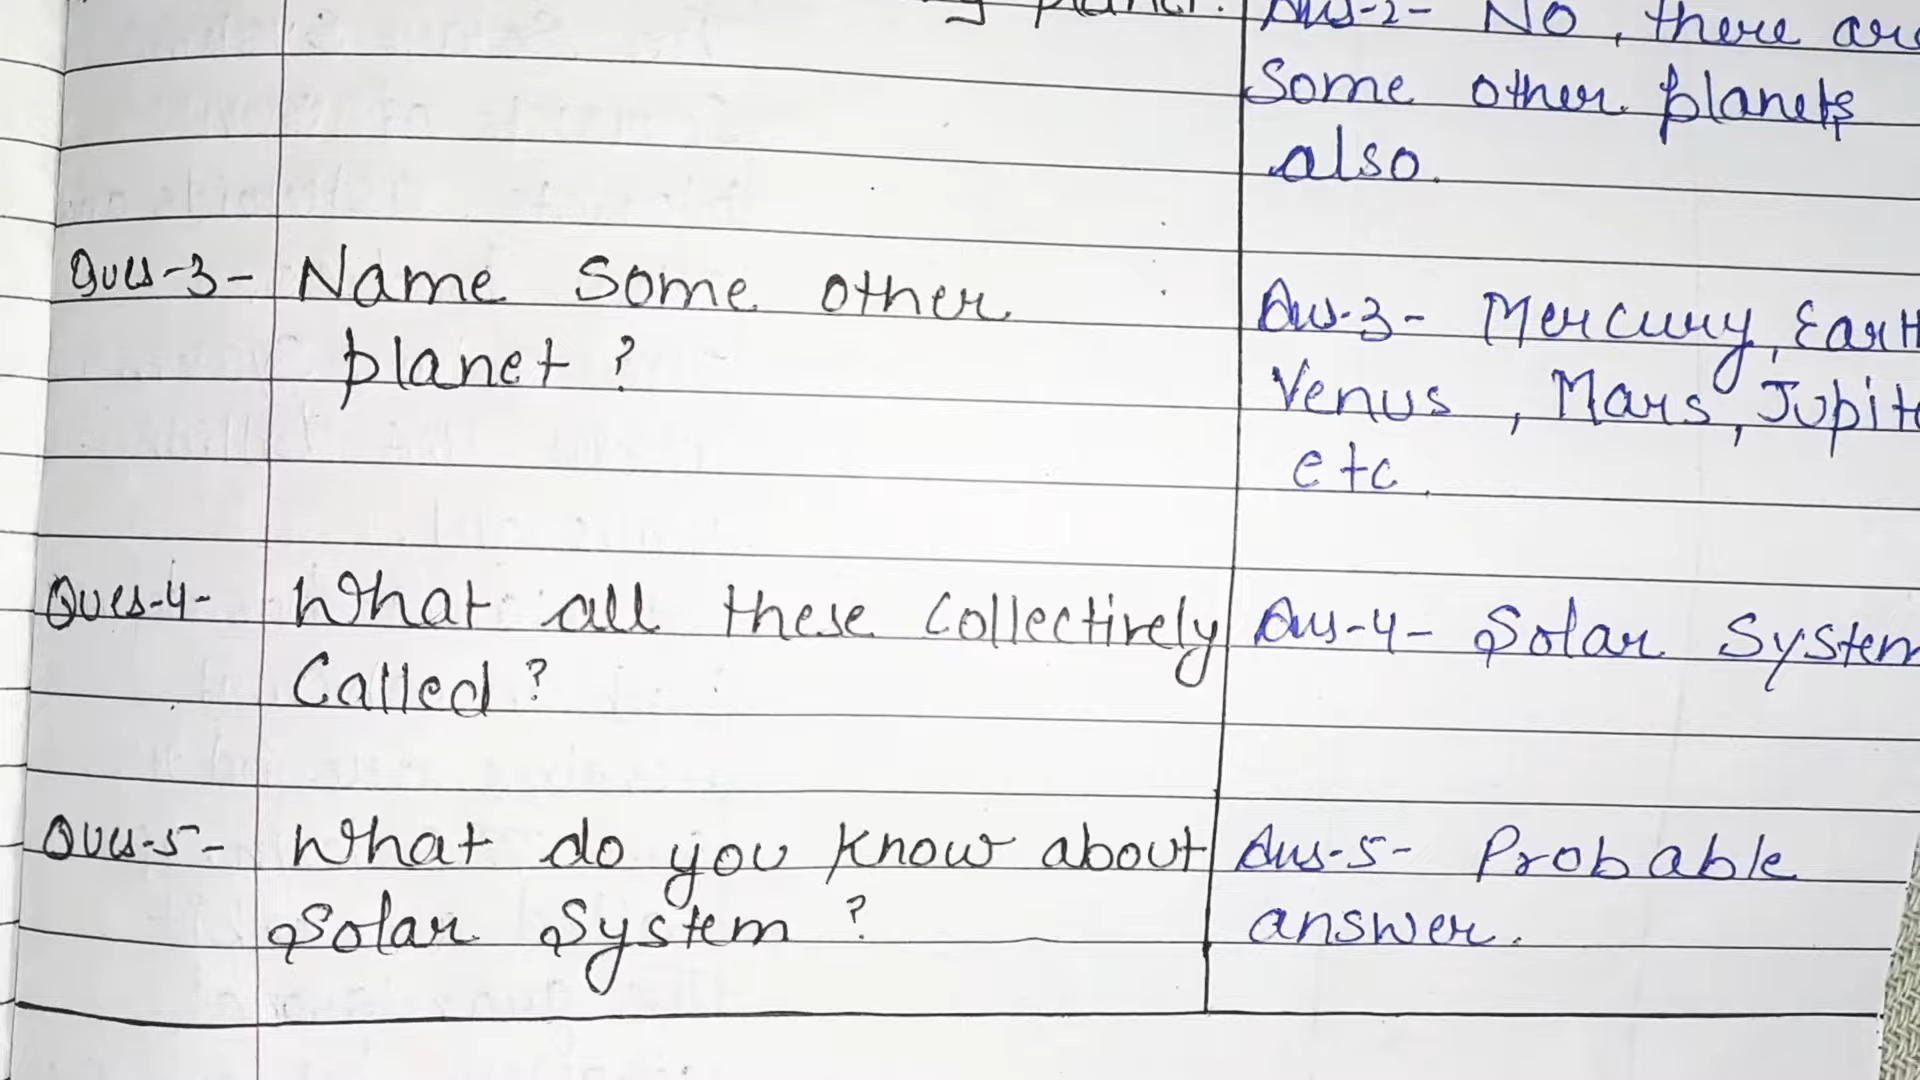 planet. Ans-2- No, there are
some other planets
also.
Ques-3- Name some other
planet?
Ans-3- Mercury, Earth
Venus, Mars, Jupite
etc.
Ques-4- What all these collectively
called?
Ans-4- Solar System
Ques-5- What do you know about
Solar System?
Ans-5- Probable
answer.